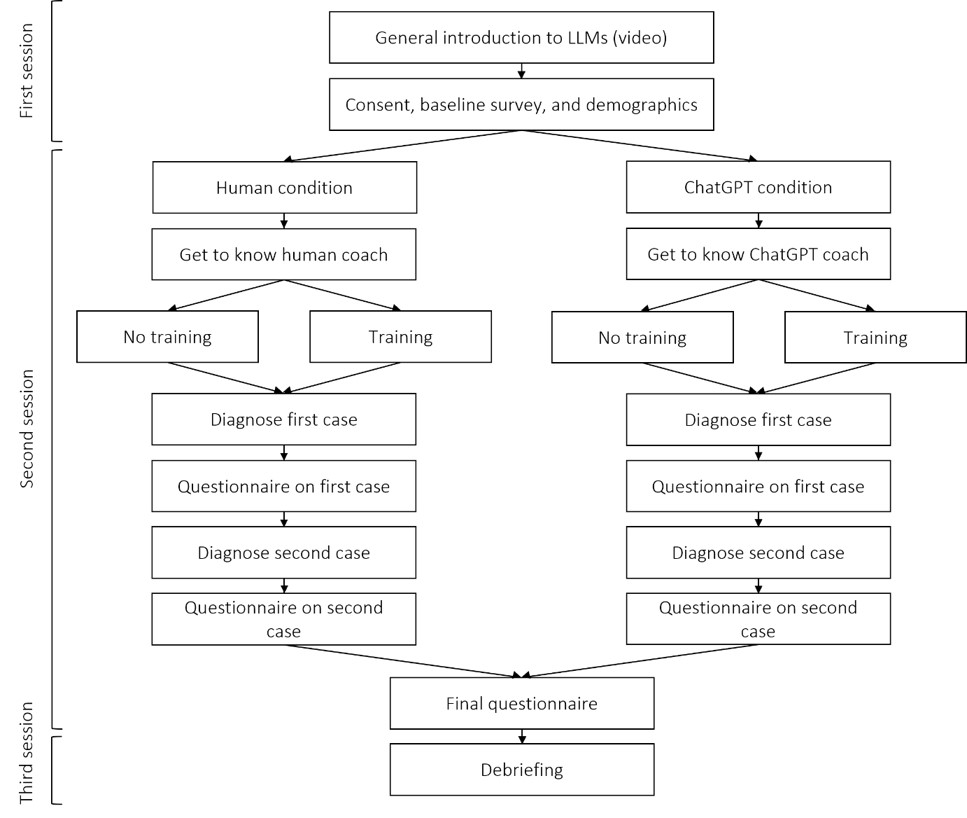 First session
General introduction to LLMs (video)
Consent, baseline survey, and demographics
Second session
Human condition
ChatGPT condition
Get to know human coach
Get to know ChatGPT coach
No training
Training
No training
Training
Diagnose first case
Diagnose first case
Questionnaire on first case
Questionnaire on first case
Diagnose second case
Diagnose second case
Questionnaire on second
case
Questionnaire on second
case
Final questionnaire
Third session
Debriefing